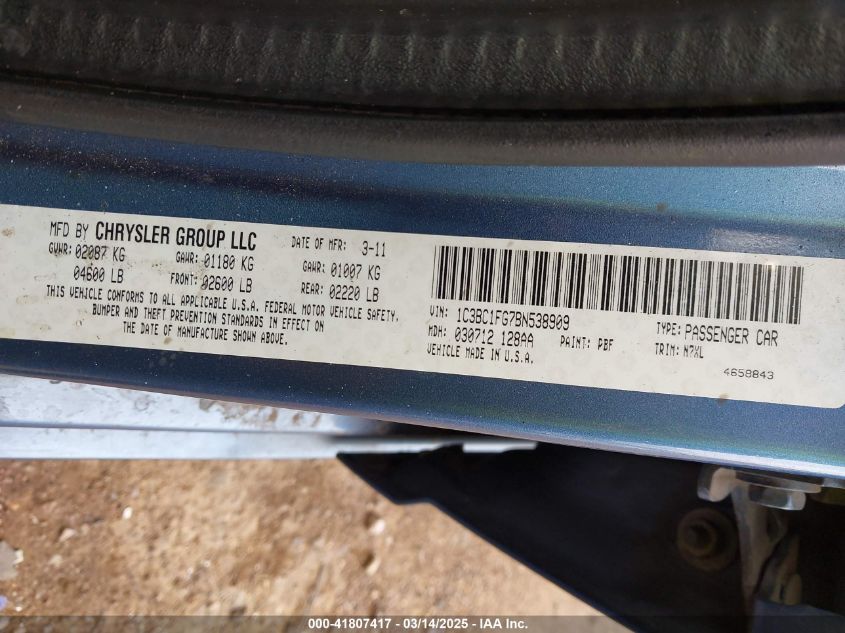 MFD BY CHRYSLER GROUP LLC
DATE OF MFR: 3-11
GVWR: 02087 KG
04600 LB
GAWR: 01180 KG
FRONT: 02600 LB
GAWR: 01007 KG
REAR: 02220 LB
THIS VEHICLE CONFORMS TO ALL APPLICABLE U.S.A. FEDERAL MOTOR VEHICLE SAFETY,
BUMPER AND THEFT PREVENTION STANDARDS IN EFFECT ON
THE DATE OF MANUFACTURE SHOWN ABOVE.
VIN: 1C3BC1FG7BN538909
TYPE: PASSENGER CAR
MDH: 030712 128AA
PAINT: PBF
TRIM: N7XL
VEHICLE MADE IN U.S.A.
4658843
000-41807417 - 03/14/2025 - IAA Inc.